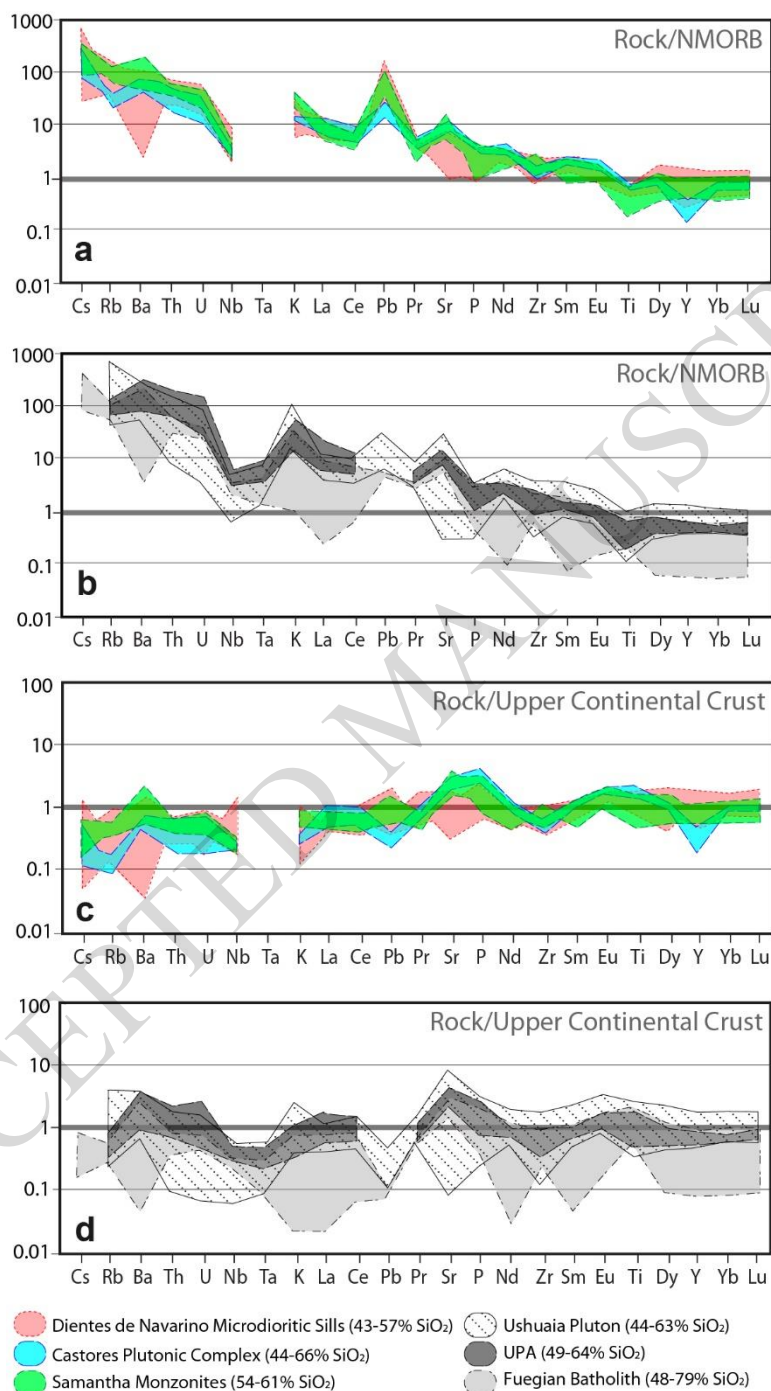 1000
Rock/NMORB
100
10
1
0.1
a
0.01
Cs Rb Ba Th U Nb Ta K La Ce Pb Pr Sr P Nd Zr Sm Eu Ti Dy Y Yb Lu
1000
Rock/NMORB
100
10
1
0.1
b
0.01
Cs Rb Ba Th U Nb Ta K La Ce Pb Pr Sr P Nd Zr Sm Eu Ti Dy Y Yb Lu
100
Rock/Upper Continental Crust
10
1
0.1
c
0.01
Cs Rb Ba Th U Nb Ta K La Ce Pb Pr Sr P Nd Zr Sm Eu Ti Dy Y Yb Lu
100
Rock/Upper Continental Crust
10
1
0.1
d
0.01
Cs Rb Ba Th U Nb Ta K La Ce Pb Pr Sr P Nd Zr Sm Eu Ti Dy Y Yb Lu
Dientes de Navarino Microdioritic Sills (43-57% SiO₂)
Castores Plutonic Complex (44-66% SiO₂)
Samantha Monzonites (54-61% SiO₂)
Ushuaia Pluton (44-63% SiO₂)
UPA (49-64% SiO₂)
Fuegian Batholith (48-79% SiO₂)
CEPTED MANUSCRIP